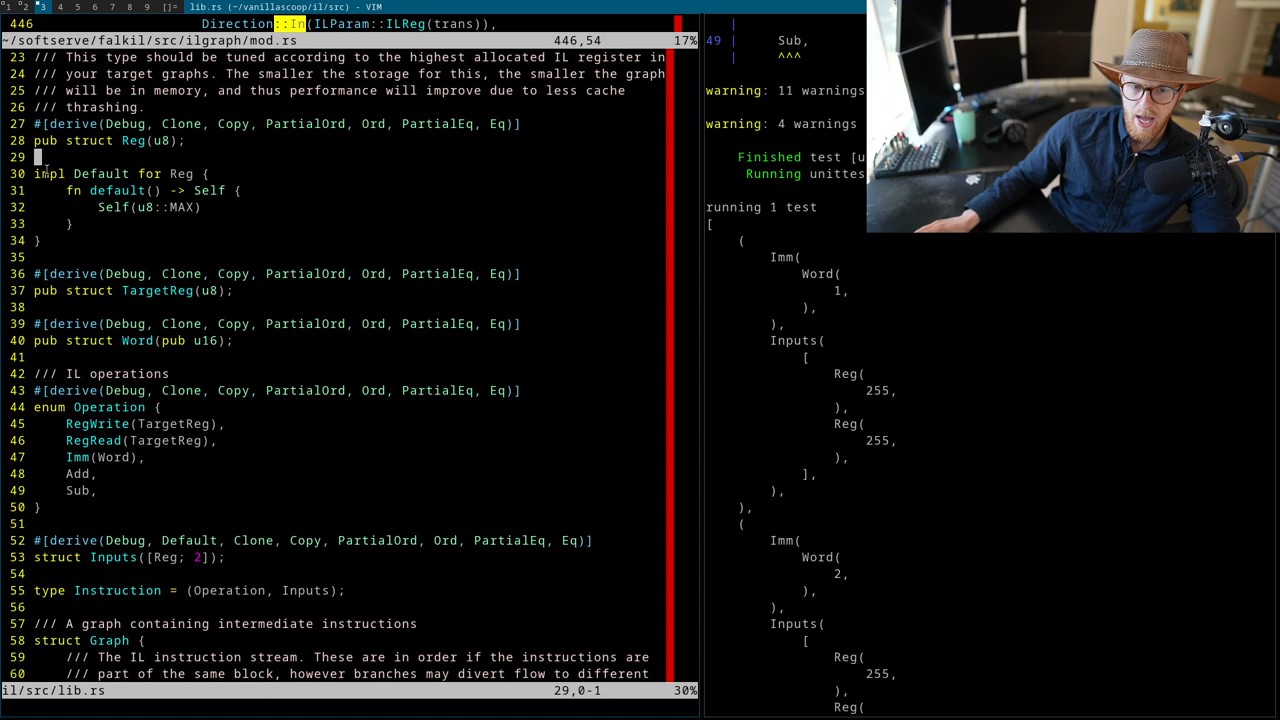 1 2 3 4 5 6 7 8 9 []= lib.rs (~/vanillascoop/il/src) - VIM
446 Direction::In(ILParam::ILReg(trans)),
~/softserve/falkil/src/ilgraph/mod.rs 446,54 17%
23 /// This type should be tuned according to the highest allocated IL register in
24 /// your target graphs. The smaller the storage for this, the smaller the graph
25 /// will be in memory, and thus performance will improve due to less cache
26 /// thrashing.
27 #[derive(Debug, Clone, Copy, PartialOrd, Ord, PartialEq, Eq)]
28 pub struct Reg(u8);
29
30 impl Default for Reg {
31 fn default() -> Self {
32 Self(u8::MAX)
33 }
34 }
35
36 #[derive(Debug, Clone, Copy, PartialOrd, Ord, PartialEq, Eq)]
37 pub struct TargetReg(u8);
38
39 #[derive(Debug, Clone, Copy, PartialOrd, Ord, PartialEq, Eq)]
40 pub struct Word(pub u16);
41
42 /// IL operations
43 #[derive(Debug, Clone, Copy, PartialOrd, Ord, PartialEq, Eq)]
44 enum Operation {
45 RegWrite(TargetReg),
46 RegRead(TargetReg),
47 Imm(Word),
48 Add,
49 Sub,
50 }
51
52 #[derive(Debug, Default, Clone, Copy, PartialOrd, Ord, PartialEq, Eq)]
53 struct Inputs([Reg; 2]);
54
55 type Instruction = (Operation, Inputs);
56
57 /// A graph containing intermediate instructions
58 struct Graph {
59 /// The IL instruction stream. These are in order if the instructions are
60 /// part of the same block, however branches may divert flow to different
il/src/lib.rs 29,0-1 30%
|
49 | Sub,
| ^^^
warning: 11 warnings
warning: 4 warnings
Finished test [u
Running unittes
running 1 test
[
(
Imm(
Word(
1,
),
),
Inputs(
[
Reg(
255,
),
Reg(
255,
),
],
),
),
(
Imm(
Word(
2,
),
),
Inputs(
[
Reg(
255,
),
Reg(